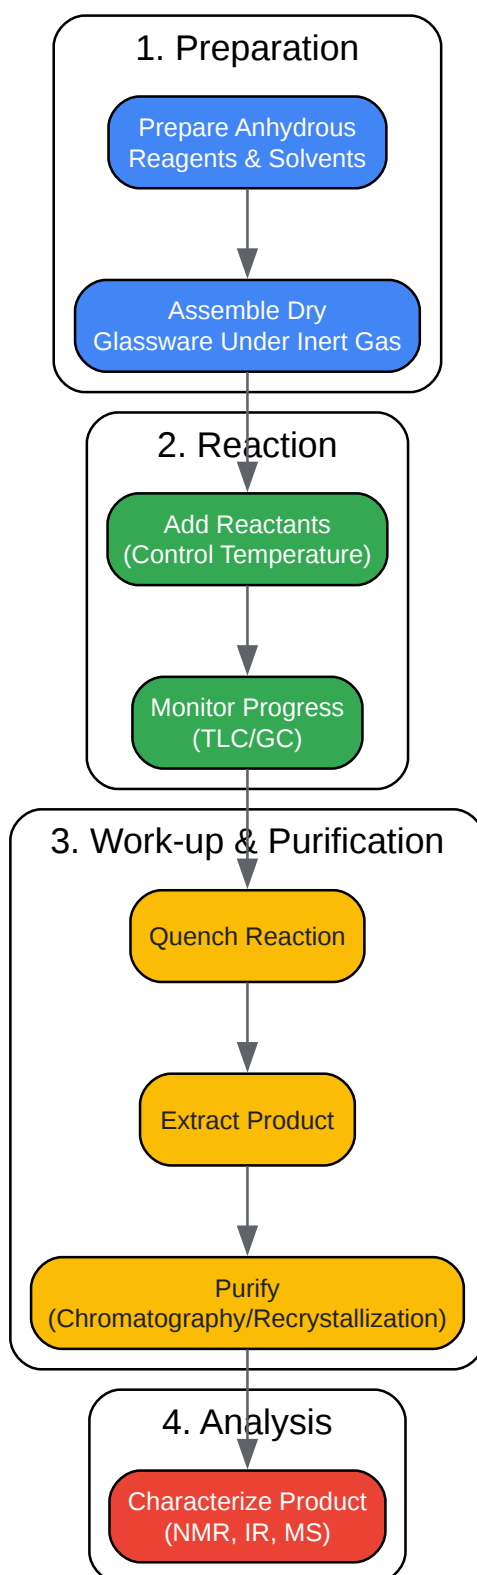 1. Preparation
Prepare Anhydrous
Reagents & Solvents
Assemble Dry
Glassware Under Inert Gas
2. Reaction
Add Reactants
(Control Temperature)
Monitor Progress
(TLC/GC)
3. Work-up & Purification
Quench Reaction
Extract Product
Purify
(Chromatography/Recrystallization)
4. Analysis
Characterize Product
(NMR, IR, MS)